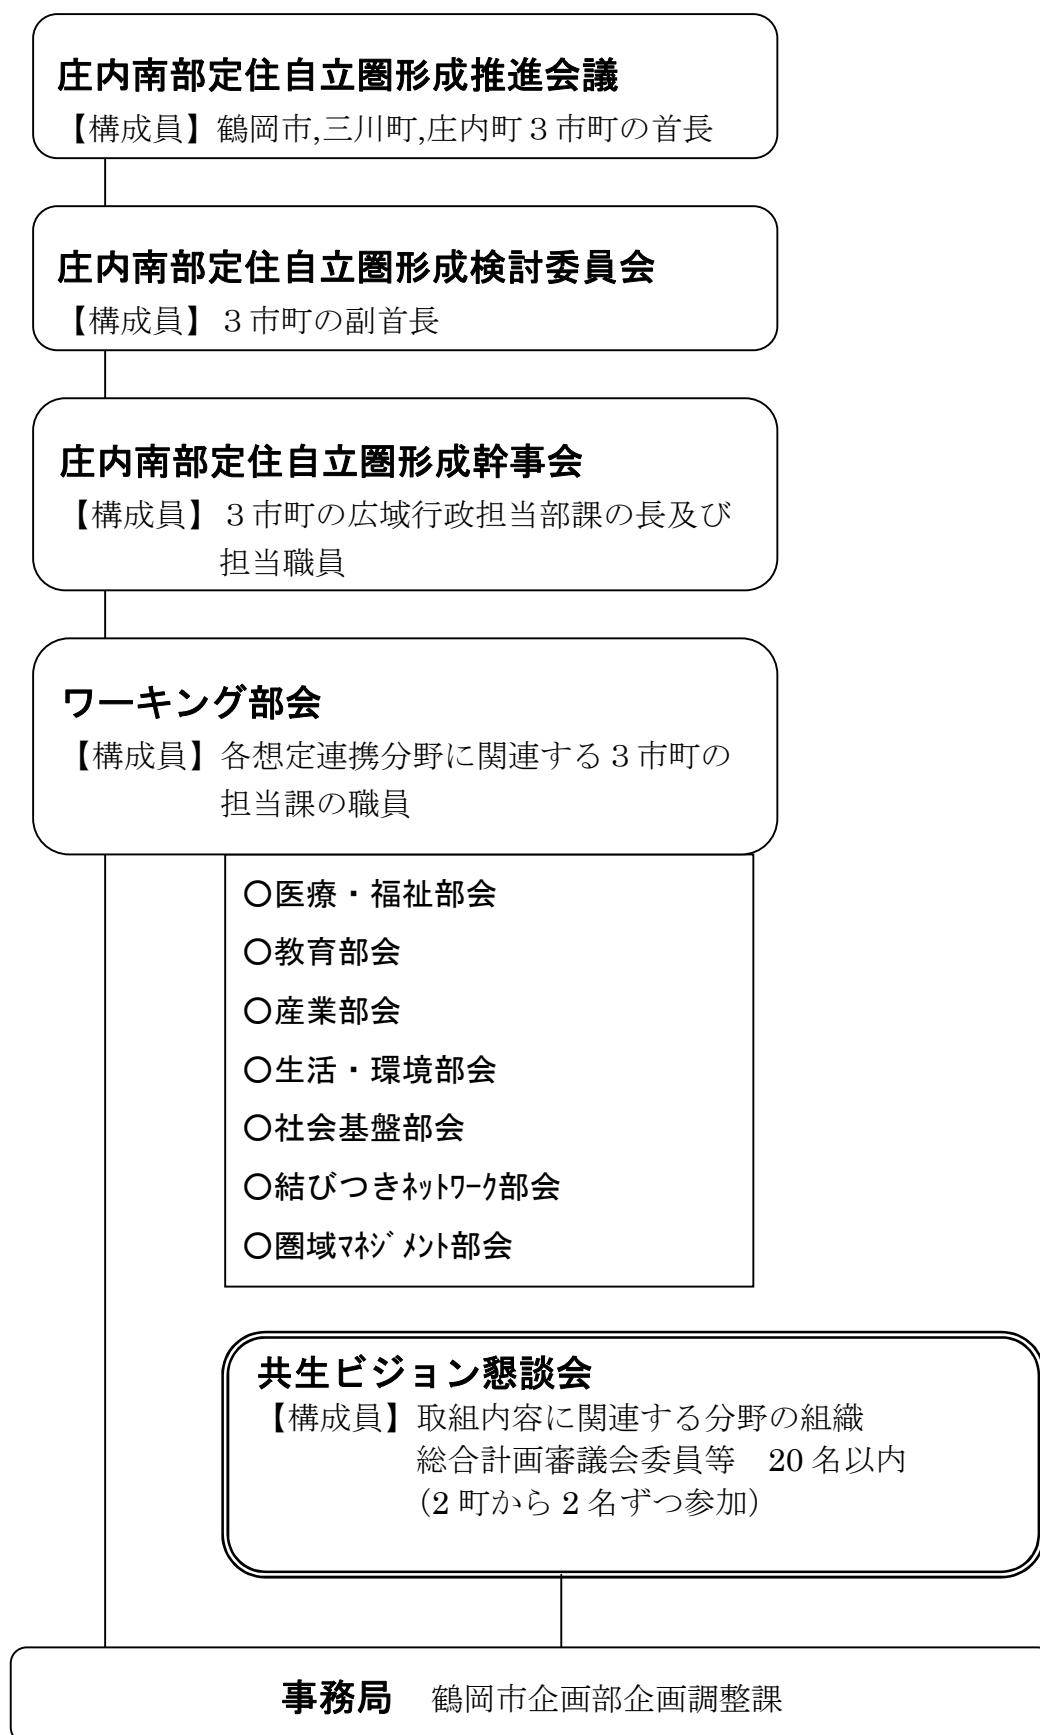 庄内南部定住自立圏形成推進会議
【構成員】鶴岡市,三川町,庄内町３市町の首長
庄内南部定住自立圏形成検討委員会
【構成員】３市町の副首長
庄内南部定住自立圏形成幹事会
【構成員】３市町の広域行政担当部課の長及び
担当職員
ワーキング部会
【構成員】各想定連携分野に関連する３市町の
担当課の職員
○医療・福祉部会
○教育部会
○産業部会
○生活・環境部会
○社会基盤部会
○結びつきﾈｯﾄﾜｰｸ部会
○圏域ﾏﾈｼﾞﾒﾝﾄ部会
共生ビジョン懇談会
【構成員】取組内容に関連する分野の組織
総合計画審議会委員等　20 名以内
（2 町から 2 名ずつ参加）
事務局　鶴岡市企画部企画調整課